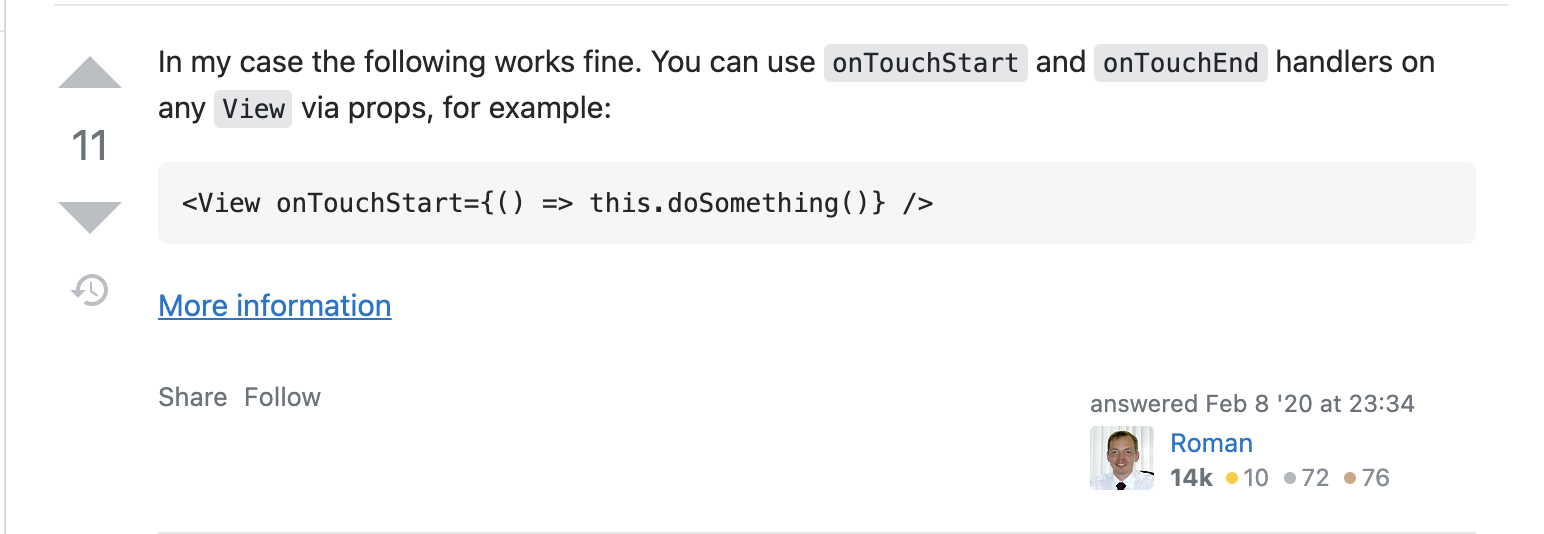 In my case the following works fine. You can use onTouchStart and onTouchEnd handlers on
any View via props, for example:
11
<View onTouchStart={() => this.doSomething()} />
More information
Share Follow
answered Feb 8 '20 at 23:34
Roman
14k 10 72 76